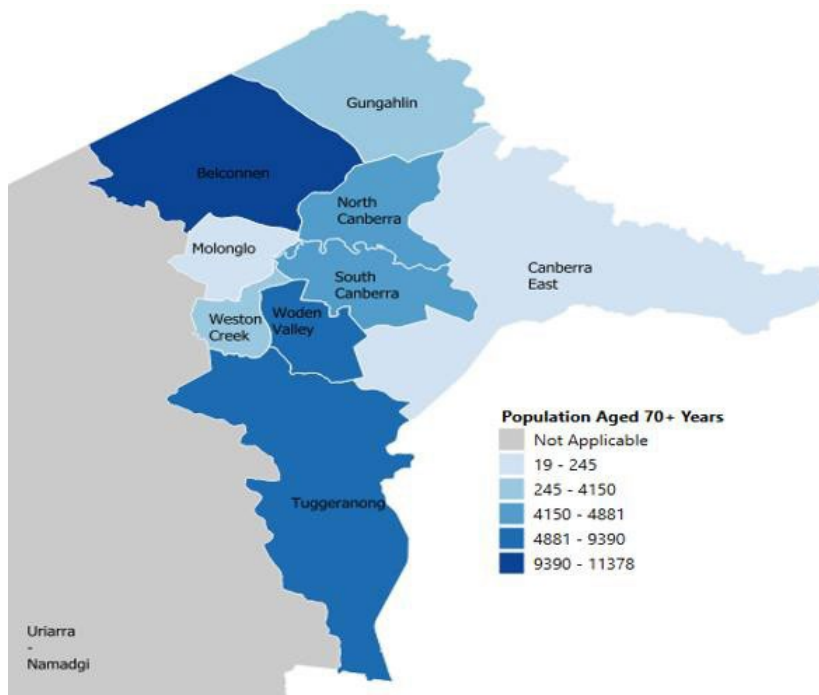 Gungahlin
Belconnen
North
Canberra
Molonglo
South
Canberra
Canberra
East
Weston
Creek
Woden
Valley
Tuggeranong
Uriarra
-
Namadgi
Population Aged 70+ Years
Not Applicable
19 - 245
245 - 4150
4150 - 4881
4881 - 9390
9390 - 11378